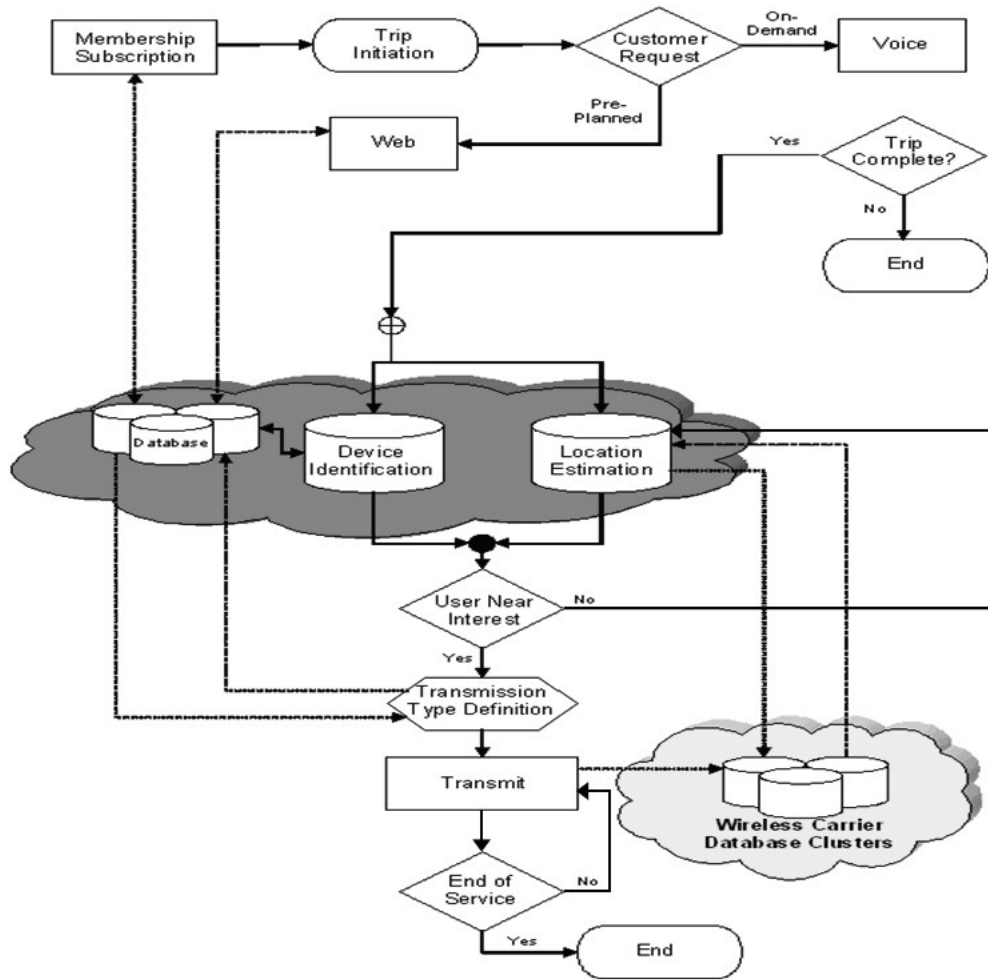 Membership
Subscription
Trip
Initiation
Customer
Request
On-
Demand
Voice
Pre-
Planned
Web
Yes
Trip
Complete?
No
End
Database
Device
Identification
Location
Estimation
User Near
Interest
No
Yes
Transmission
Type Definition
Transmit
Wireless Carrier
Database Clusters
End of
Service
No
Yes
End